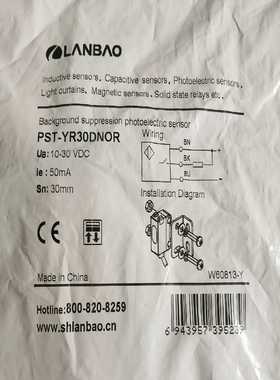 LANBAO
Inductive sensors, Capacitive sensors, Photoelectric sensors,
Light curtains, Magnetic sensors, Solid state relays etc.
Background suppression photoelectric sensor
PST-YR30DNOR
Wiring
UB: 10-30 VDC
Ie : 50mA
Sn: 30mm
BN
BK
BU
Installation Diagram
Made in China
W60813-Y
Hotline:800-820-8259
www.shlanbao.cn